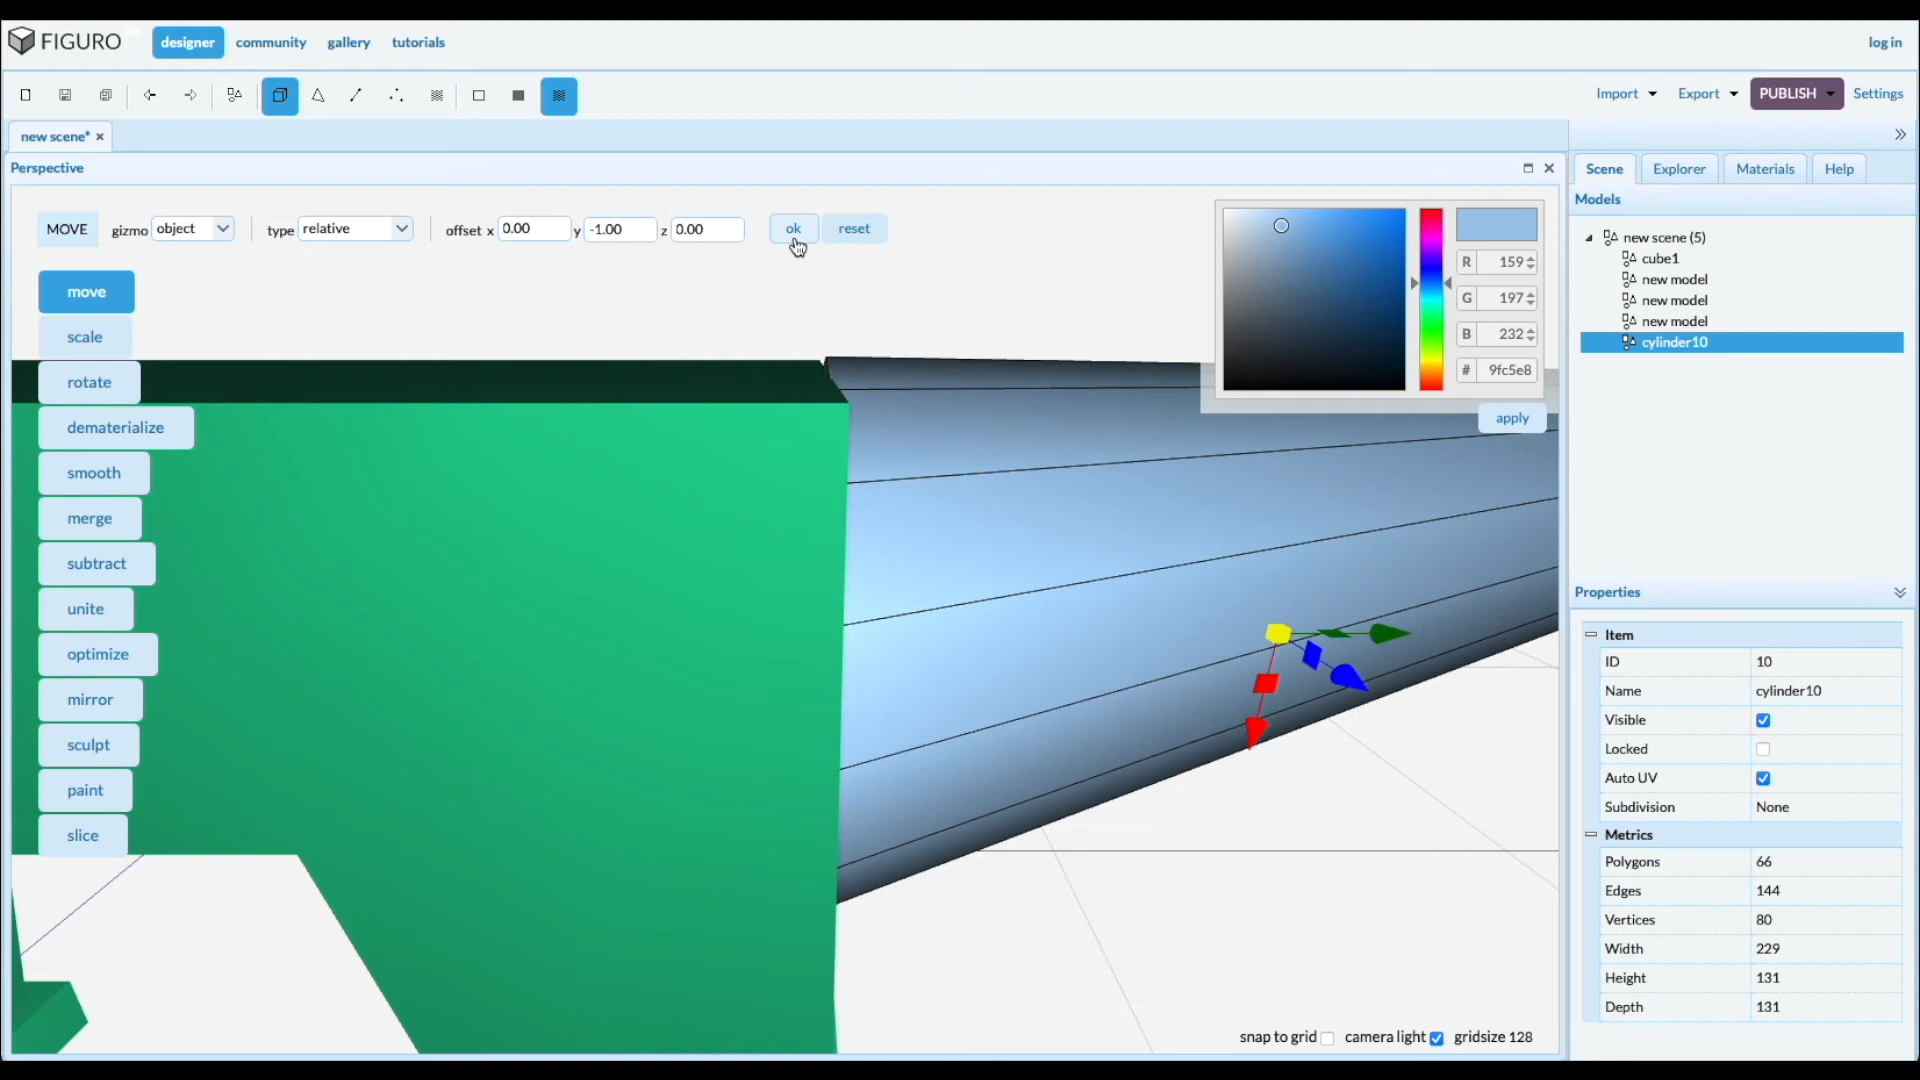 FIGURO designer community gallery tutorials log in
Import Export PUBLISH Settings
new scene*
Perspective
MOVE gizmo object type relative offset x 0.00 y -1.00 z 0.00 ok reset
move
scale
rotate
dematerialize
smooth
merge
subtract
unite
optimize
mirror
sculpt
paint
slice
R 159
G 197
B 232
# 9fc5e8
apply
snap to grid camera light gridsize 128
Scene Explorer Materials Help
Models
new scene (5)
cube1
new model
new model
new model
cylinder10
Properties
Item
ID 10
Name cylinder10
Visible
Locked
Auto UV
Subdivision None
Metrics
Polygons 66
Edges 144
Vertices 80
Width 229
Height 131
Depth 131